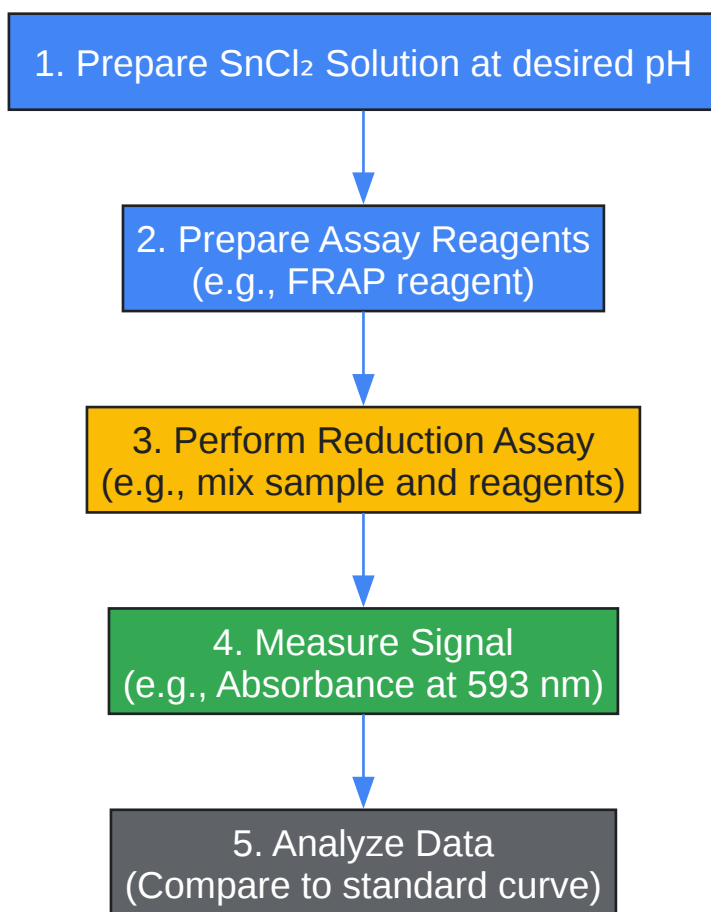 1. Prepare SnCl₂ Solution at desired pH
2. Prepare Assay Reagents
(e.g., FRAP reagent)
3. Perform Reduction Assay
(e.g., mix sample and reagents)
4. Measure Signal
(e.g., Absorbance at 593 nm)
5. Analyze Data
(Compare to standard curve)